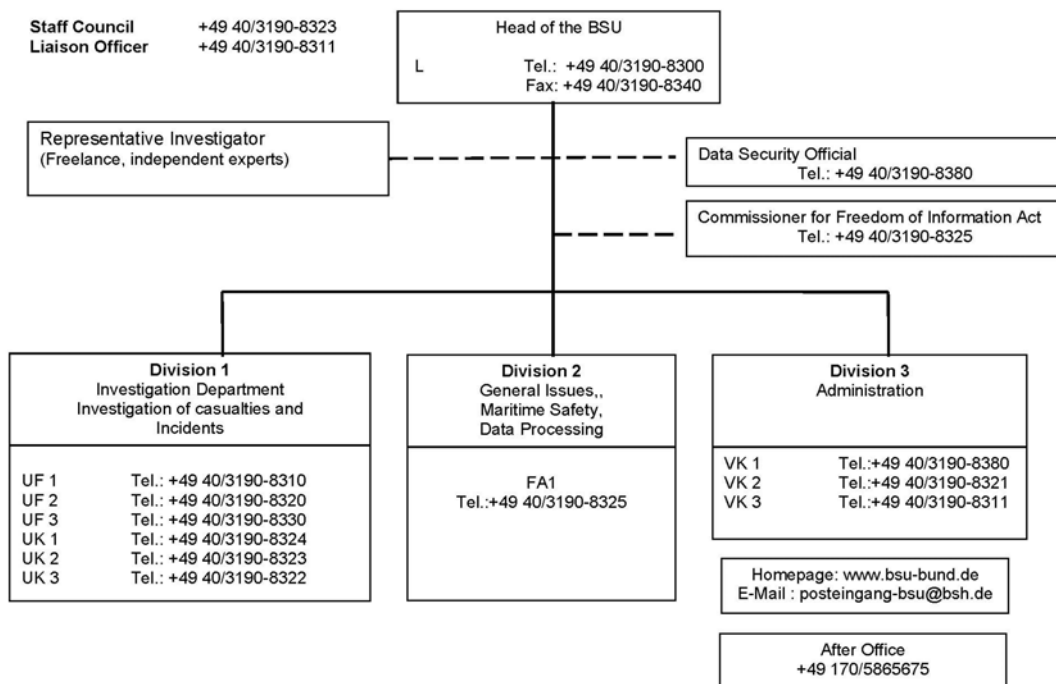 Staff Council +49 40/3190-8323
Liaison Officer +49 40/3190-8311
Head of the BSU
L Tel.: +49 40/3190-8300
Fax: +49 40/3190-8340
Representative Investigator
(Freelance, independent experts)
Data Security Official
Tel.: +49 40/3190-8380
Commissioner for Freedom of Information Act
Tel.: +49 40/3190-8325
Division 1
Investigation Department
Investigation of casualties and
Incidents
UF 1 Tel.: +49 40/3190-8310
UF 2 Tel.: +49 40/3190-8320
UF 3 Tel.: +49 40/3190-8330
UK 1 Tel.: +49 40/3190-8324
UK 2 Tel.: +49 40/3190-8323
UK 3 Tel.: +49 40/3190-8322
Division 2
General Issues,,
Maritime Safety,
Data Processing
FA1
Tel.:+49 40/3190-8325
Division 3
Administration
VK 1 Tel.:+49 40/3190-8380
VK 2 Tel.:+49 40/3190-8321
VK 3 Tel.:+49 40/3190-8311
Homepage: www.bsu-bund.de
E-Mail : posteingang-bsu@bsh.de
After Office
+49 170/5865675